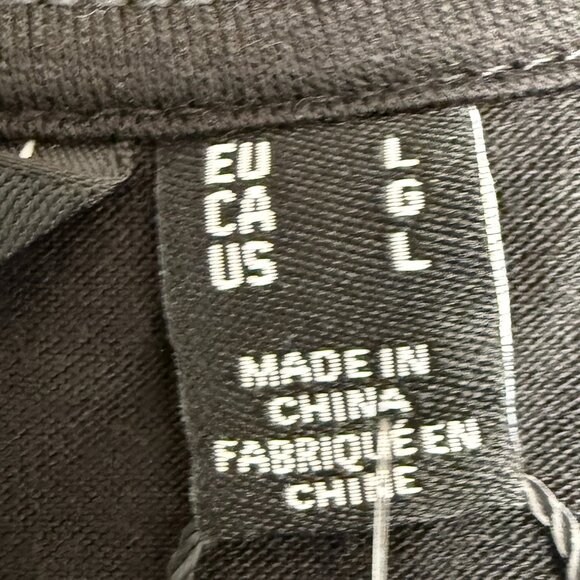 EU L
CA G
US L
MADE IN
CHINA
FABRIQUÉ EN
CHINE